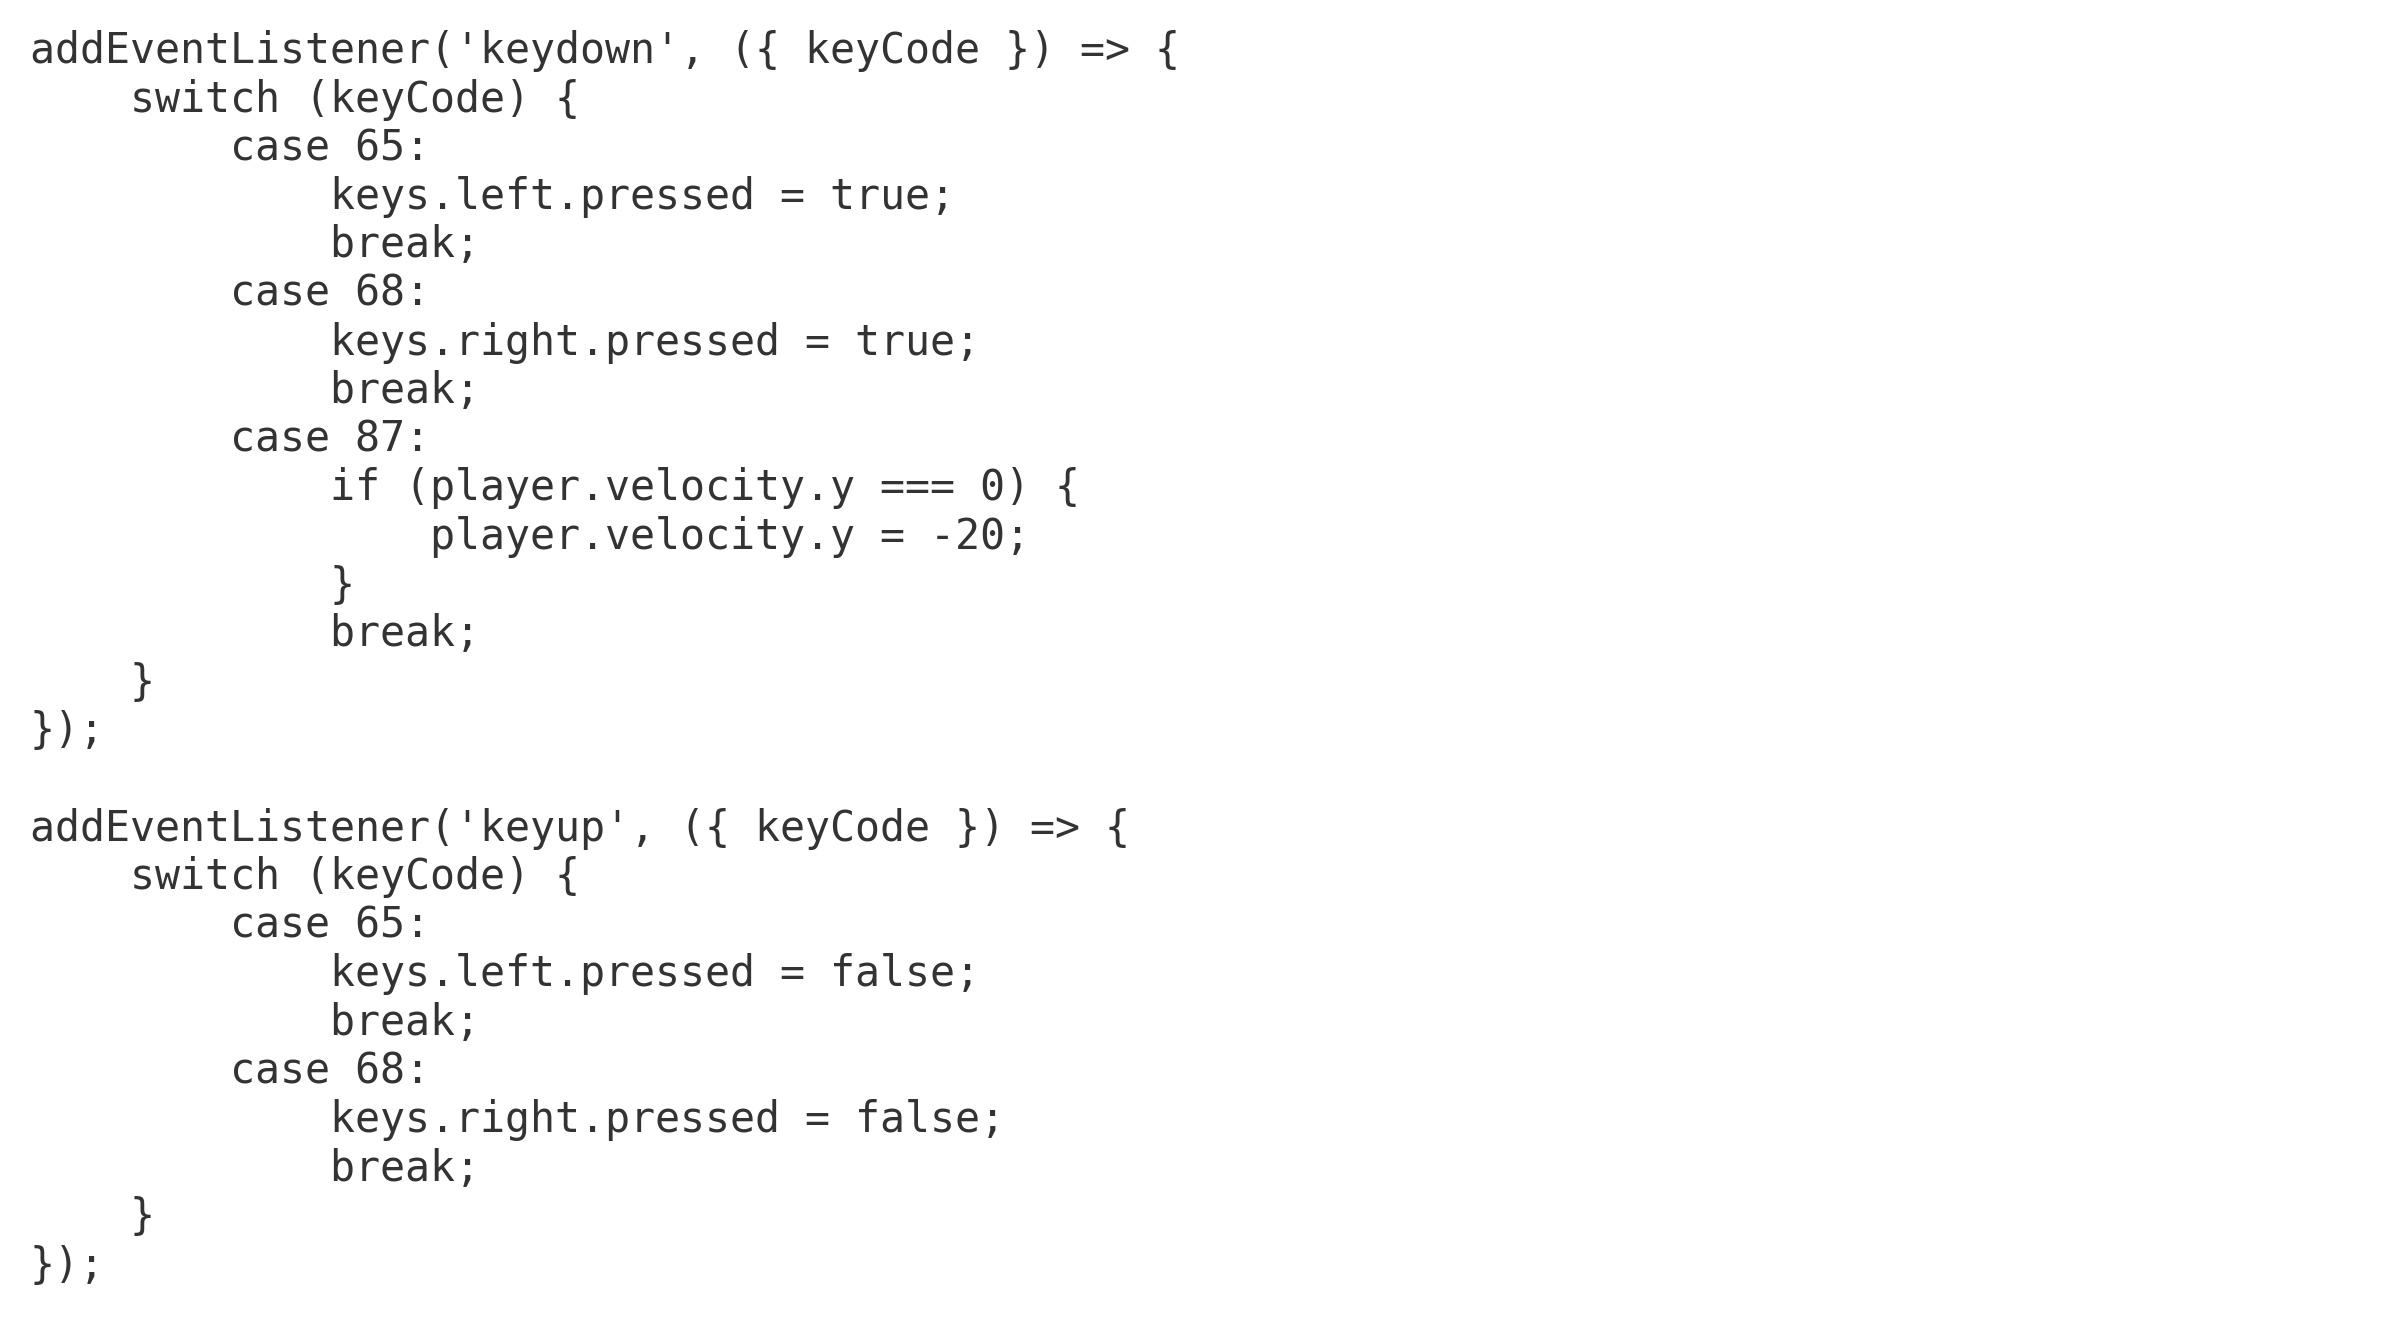 addEventListener('keydown', ({ keyCode }) => {
    switch (keyCode) {
        case 65:
            keys.left.pressed = true;
            break;
        case 68:
            keys.right.pressed = true;
            break;
        case 87:
            if (player.velocity.y === 0) {
                player.velocity.y = -20;
            }
            break;
    }
});

addEventListener('keyup', ({ keyCode }) => {
    switch (keyCode) {
        case 65:
            keys.left.pressed = false;
            break;
        case 68:
            keys.right.pressed = false;
            break;
    }
});